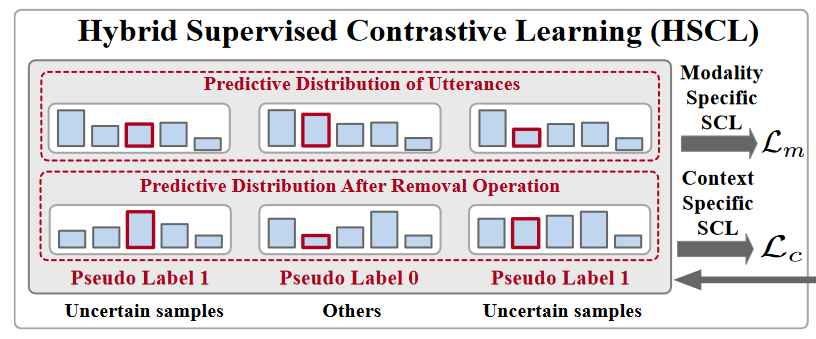 Hybrid Supervised Contrastive Learning (HSCL)
Predictive Distribution of Utterances
Modality
Specific
SCL
ℒm
Predictive Distribution After Removal Operation
Context
Specific
SCL
ℒc
Pseudo Label 1 Pseudo Label 0 Pseudo Label 1
Uncertain samples Others Uncertain samples